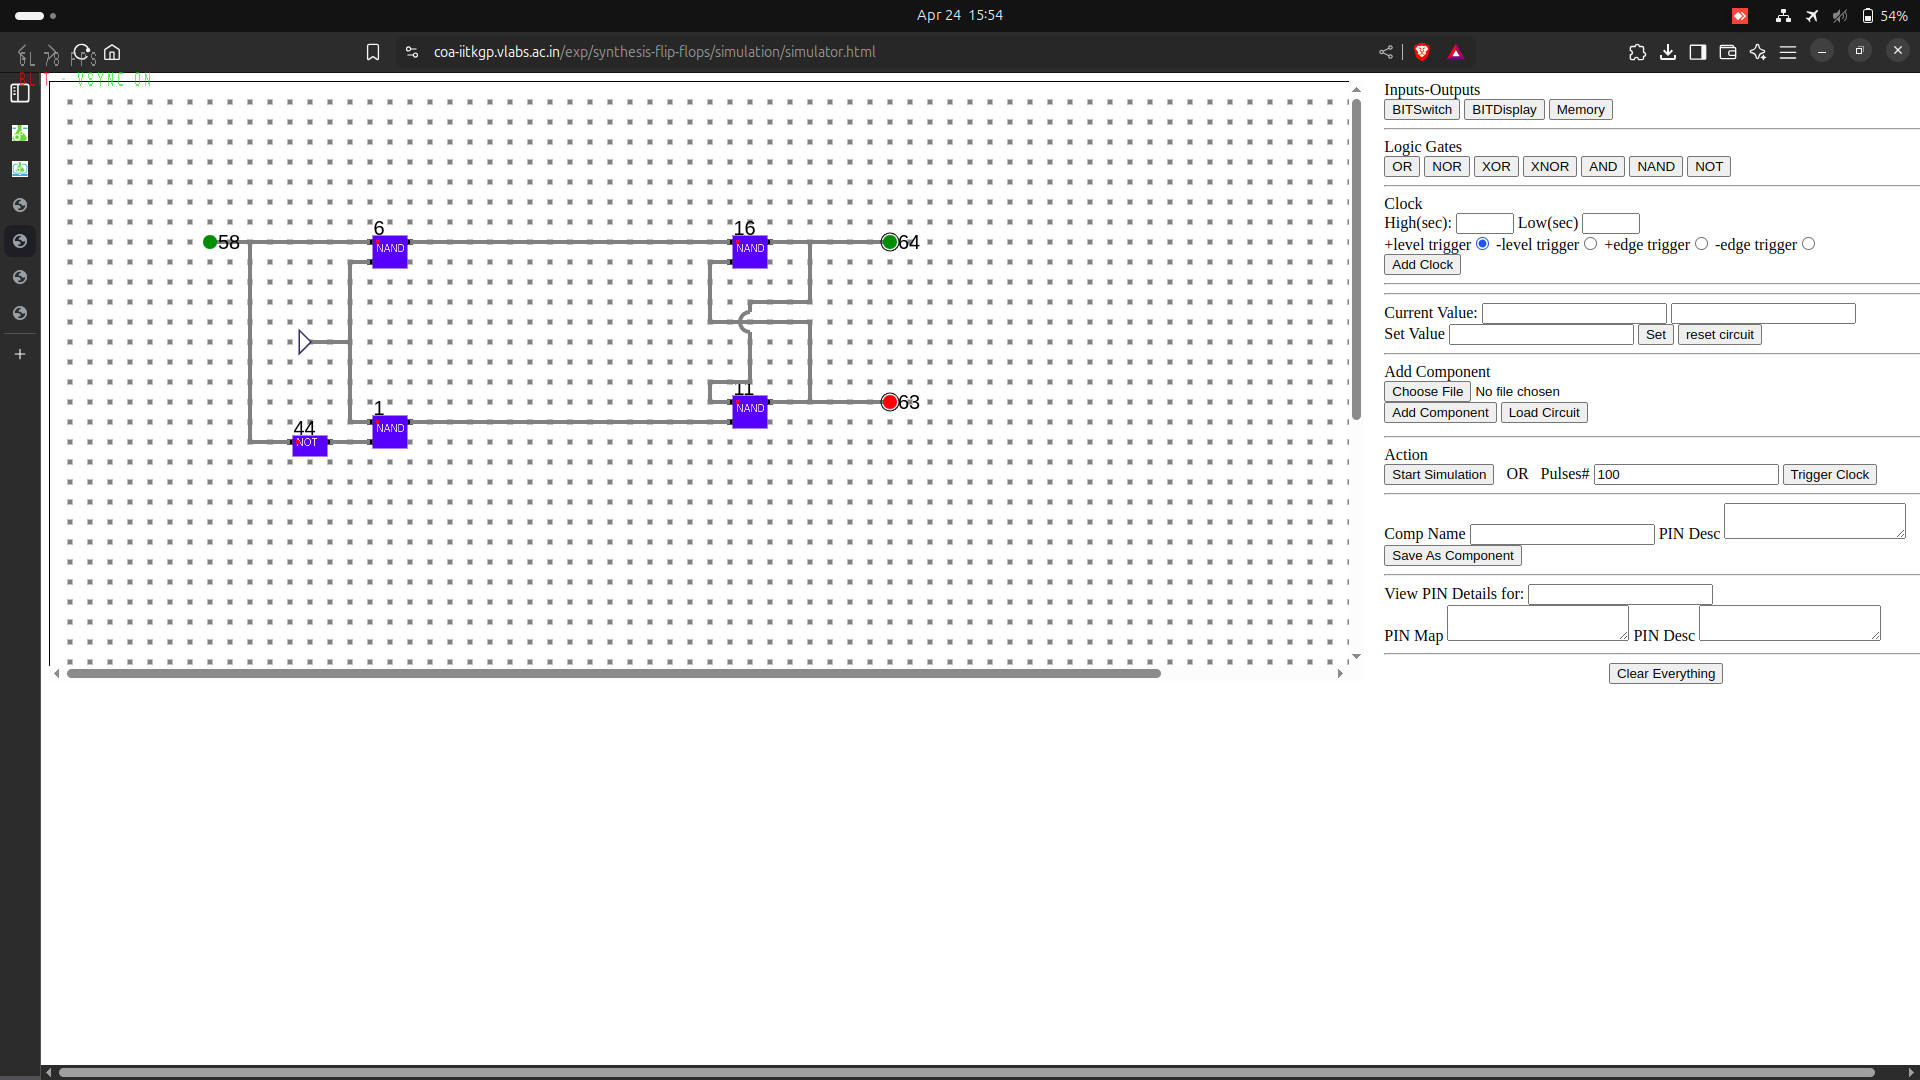 Apr 24 15:54
54%
GL 78 FPS
coa-iitkgp.vlabs.ac.in/exp/synthesis-flip-flops/simulation/simulator.html
VSYNC ON
58
6
NAND
16
NAND
64
44
NOT
1
NAND
11
NAND
63
Inputs-Outputs
BITSwitch BITDisplay Memory
Logic Gates
OR NOR XOR XNOR AND NAND NOT
Clock
High(sec): Low(sec)
+level trigger -level trigger +edge trigger -edge trigger
Add Clock
Current Value:
Set Value Set reset circuit
Add Component
Choose File No file chosen
Add Component Load Circuit
Action
Start Simulation OR Pulses# 100 Trigger Clock
Comp Name PIN Desc
Save As Component
View PIN Details for:
PIN Map PIN Desc
Clear Everything